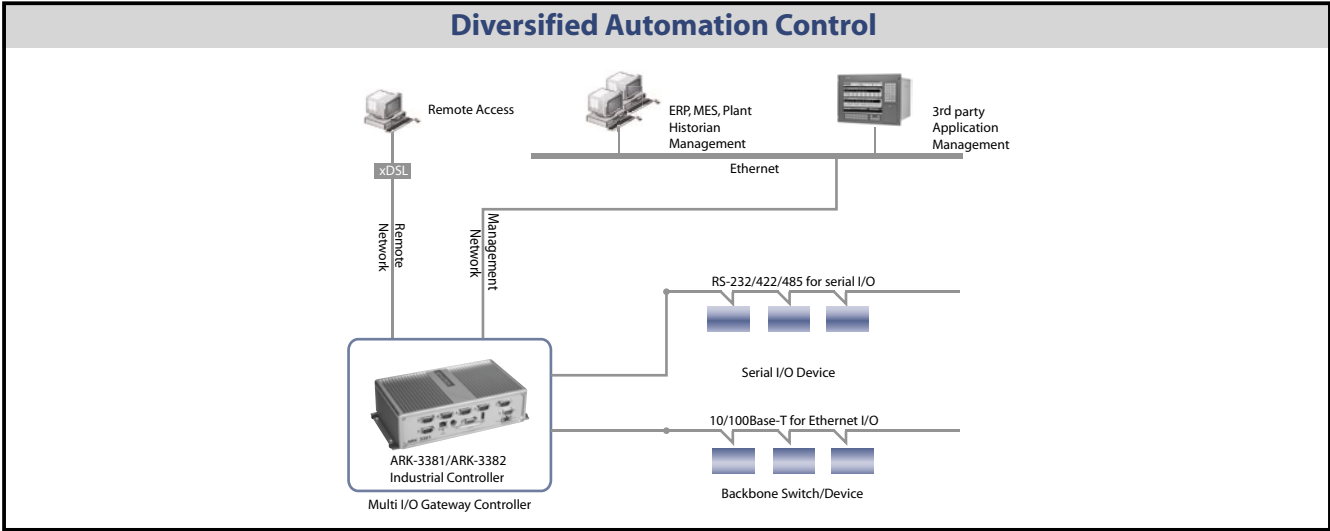 Diversified Automation Control
Remote Access
ERP, MES, Plant
Historian
Management
3rd party
Application
Management
xDSL
Ethernet
Remote
Network
Management
Network
RS-232/422/485 for serial I/O
Serial I/O Device
10/100Base-T for Ethernet I/O
Backbone Switch/Device
ARK 3381
ARK-3381/ARK-3382
Industrial Controller
Multi I/O Gateway Controller